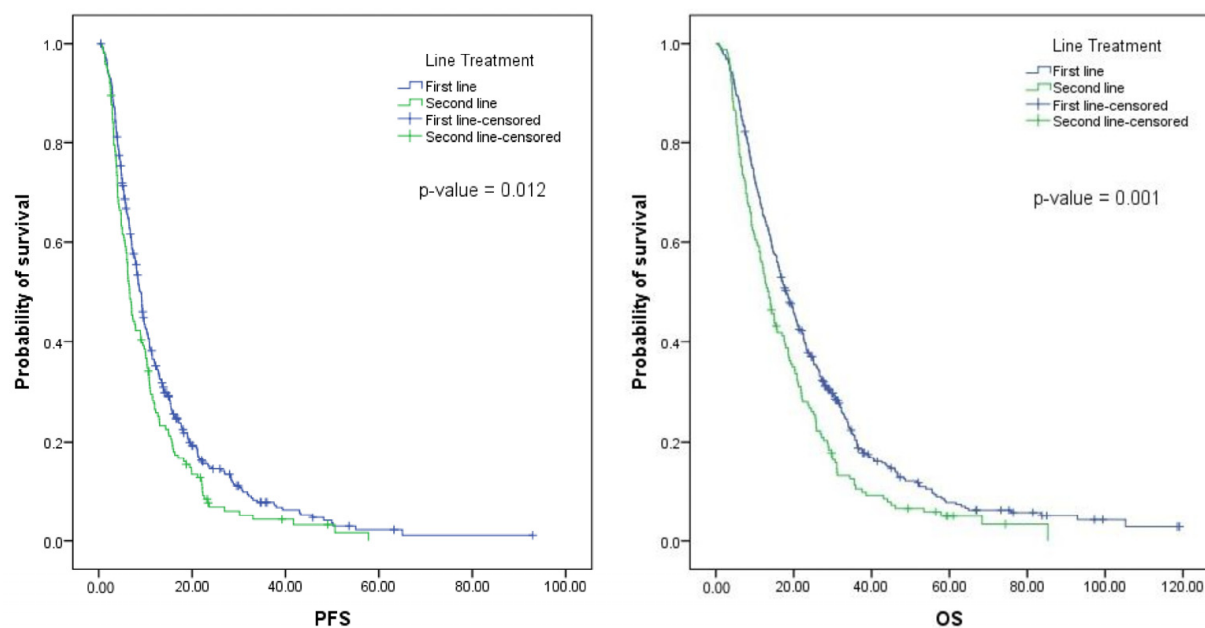 Line Treatment
First line
Second line
First line-censored
Second line-censored
p-value = 0.012
Probability of survival
1.0
0.8
0.6
0.4
0.2
0.0
0.00
20.00
40.00
60.00
80.00
100.00
PFS
Line Treatment
First line
Second line
First line-censored
Second line-censored
p-value = 0.001
Probability of survival
1.0
0.8
0.6
0.4
0.2
0.0
0.00
20.00
40.00
60.00
80.00
100.00
120.00
OS